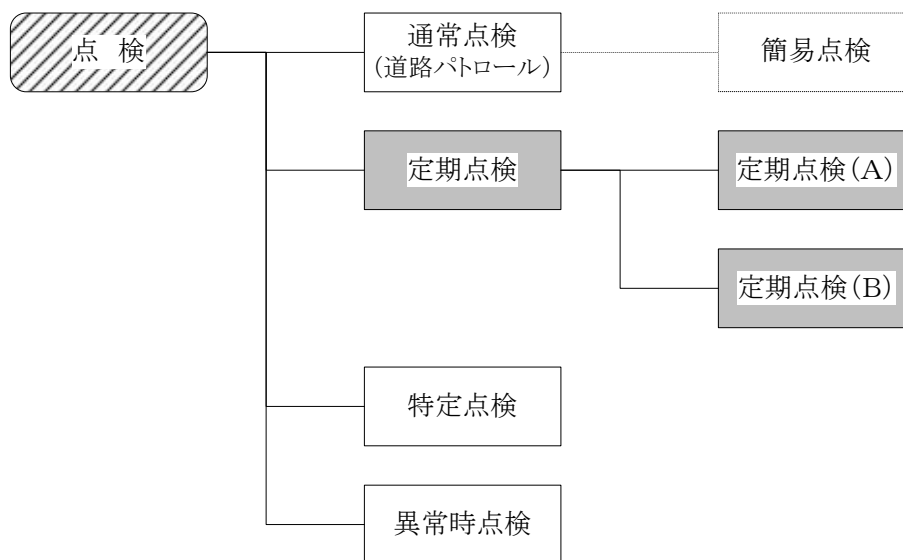 点 検
通常点検
(道路パトロール)
簡易点検
定期点検
定期点検(A)
定期点検(B)
特定点検
異常時点検